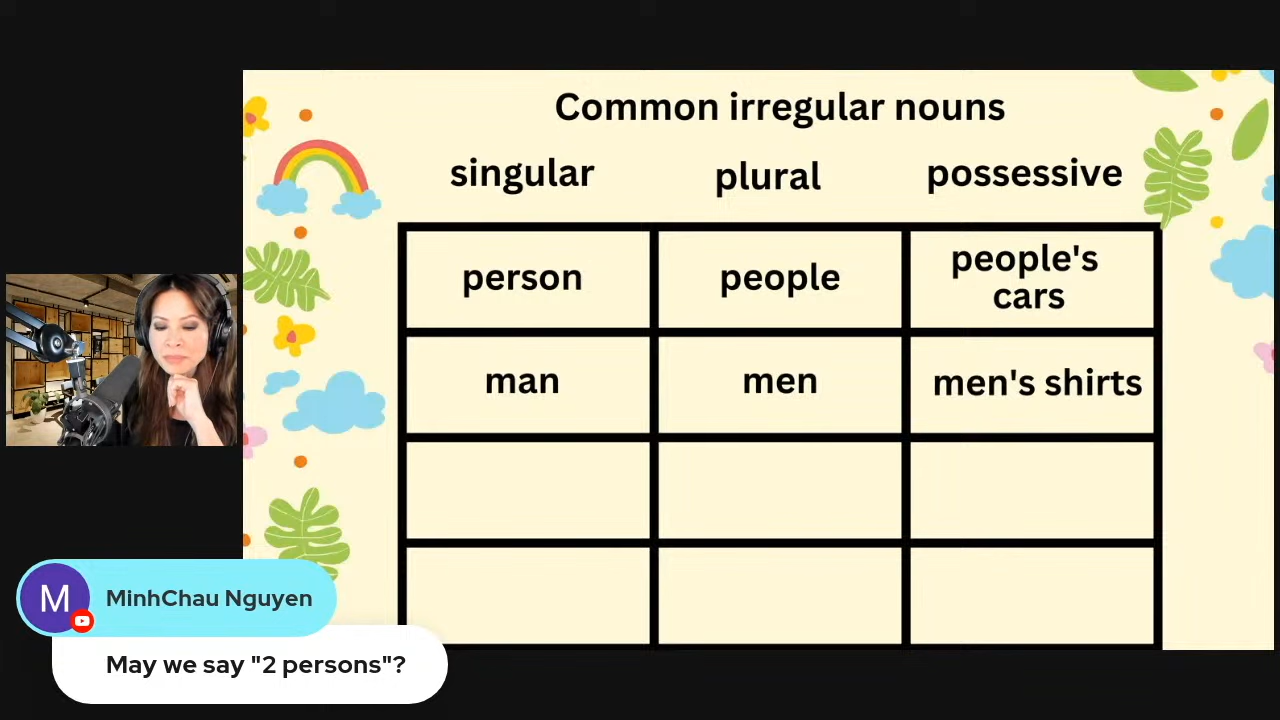 Common irregular nouns
singular plural possessive
person people people's
cars
man men men's shirts
M MinhChau Nguyen
May we say "2 persons"?